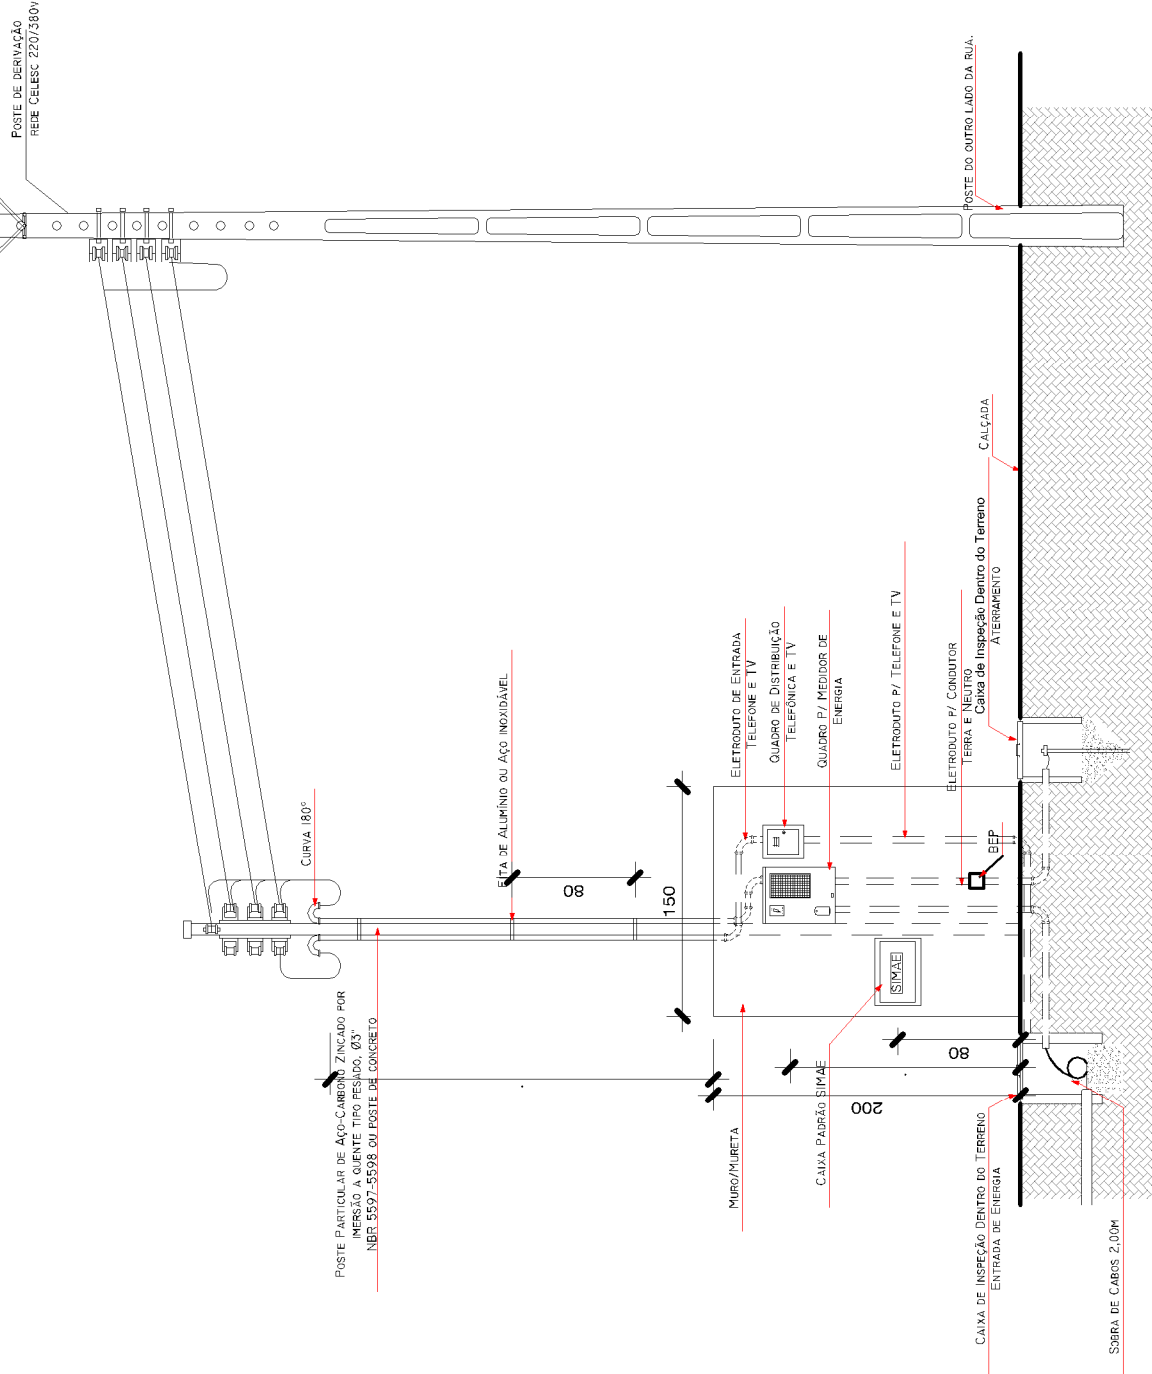 POSTE DE DERIVAÇÃO
REDE CELESC 220/380V
POSTE DO OUTRO LADO DA RUA.
CALÇADA
Caixa de Inspeção Dentro do Terreno
ATERRAMENTO
ELETRODUTO P/ CONDUTOR
TERRA E NEUTRO
ELETRODUTO P/ TELEFONE E TV
QUADRO P/ MEDIDOR DE
ENERGIA
QUADRO DE DISTRIBUIÇÃO
TELEFÔNICA E TV
ELETRODUTO DE ENTRADA
TELEFONE E TV
FITA DE ALUMÍNIO OU AÇO INOXIDÁVEL
CURVA 180°
80
150
BEP
SIMAE
POSTE PARTICULAR DE AÇO-CARBONO ZINCADO POR
IMERSÃO A QUENTE TIPO PESADO, Ø3"
NBR 5597-5598 OU POSTE DE CONCRETO
MURO/MURETA
CAIXA PADRÃO SIMAE
80
200
CAIXA DE INSPEÇÃO DENTRO DO TERRENO
ENTRADA DE ENERGIA
SOBRA DE CABOS 2,00M